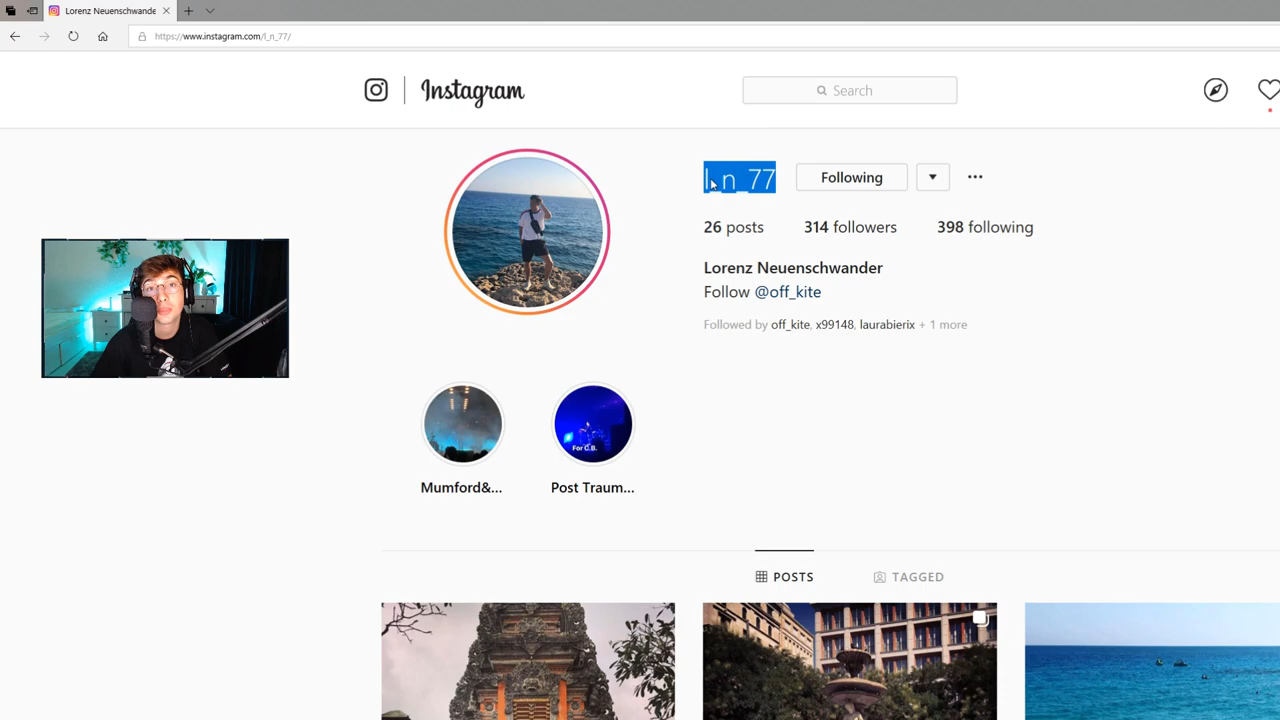 Lorenz Neuenschwande
https://www.instagram.com/l_n_77/
Instagram
Search
l_n_77
Following
26 posts
314 followers
398 following
Lorenz Neuenschwander
Follow @off_kite
Followed by off_kite, x99148, laurabierix + 1 more
For C.B.
Mumford&...
Post Traum...
POSTS
TAGGED